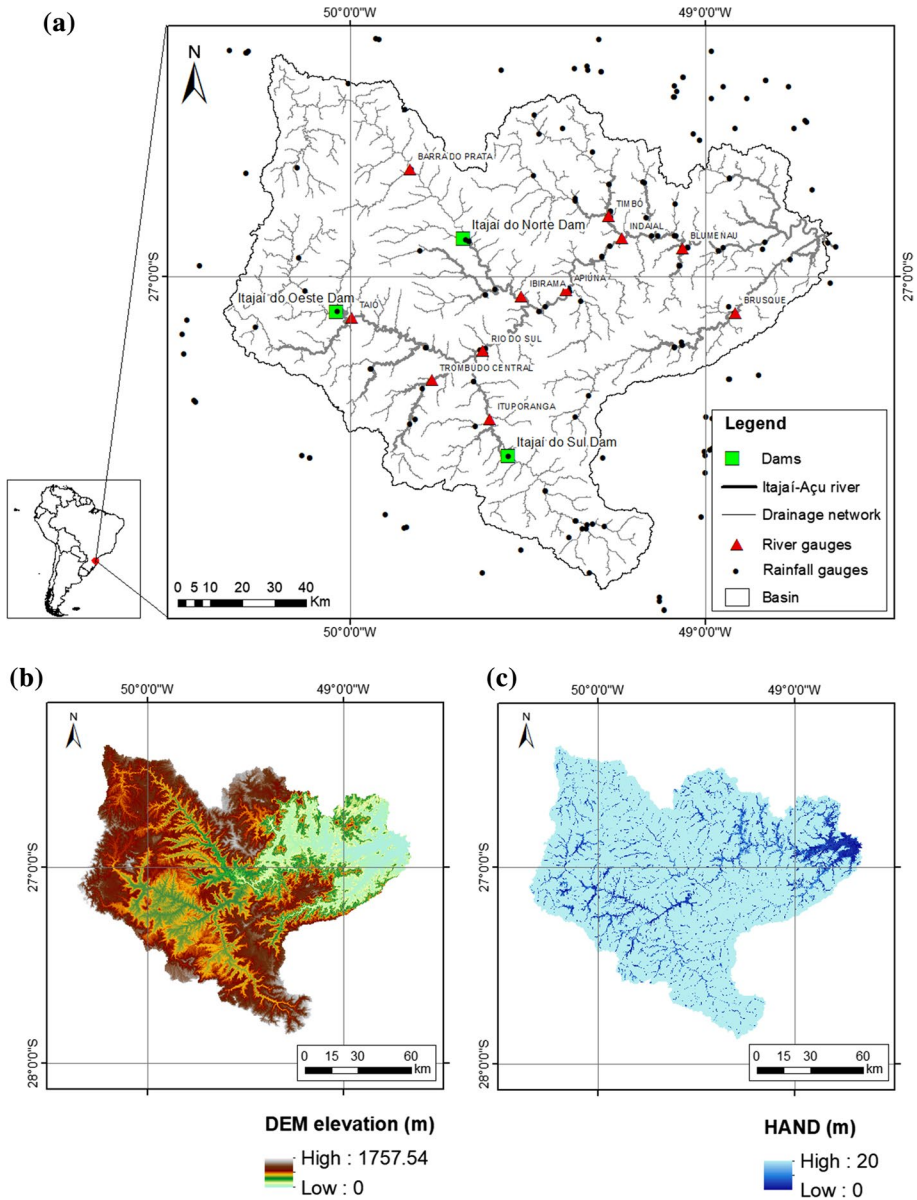 (a)
50°0'0"W
49°0'0"W
N
BARRA DO PRATA
TIMBÓ
Itajaí do Norte Dam
INDAIAL
BLUMENAU
27°0'0"S
27°0'0"S
IBIRAMA
APIÚNA
Itajaí do Oeste Dam
TAIÓ
BRUSQUE
RIO DO SUL
TROMBUDO CENTRAL
ITUPORANGA
Itajaí do Sul Dam
Legend
Dams
Itajaí-Açu river
Drainage network
River gauges
Rainfall gauges
Basin
0 5 10 20 30 40
Km
50°0'0"W
49°0'0"W
(b)
50°0'0"W
49°0'0"W
N
27°0'0"S
28°0'0"S
0 15 30 60
km
DEM elevation (m)
High : 1757.54
Low : 0
(c)
50°0'0"W
49°0'0"W
N
27°0'0"S
28°0'0"S
0 15 30 60
km
HAND (m)
High : 20
Low : 0